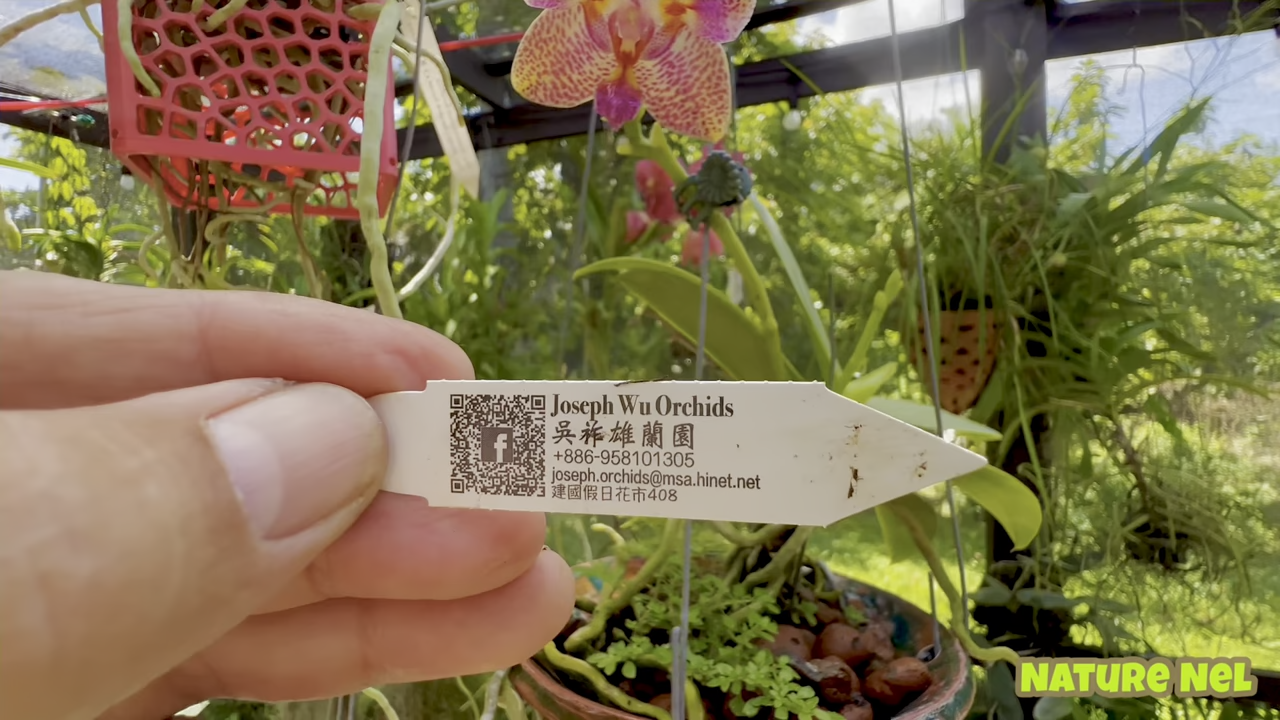 Joseph Wu Orchids
吳祚雄蘭園
+886-958101305
joseph.orchids@msa.hinet.net
建國假日花市408
NATURE NEL